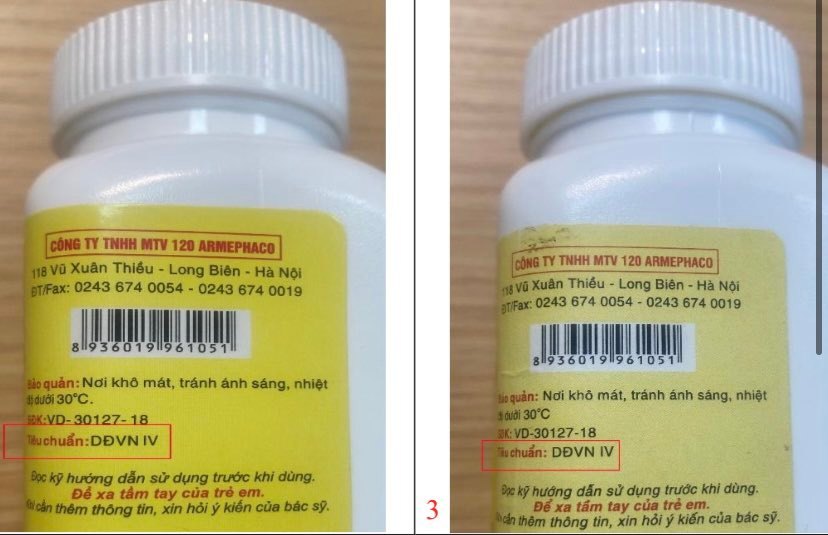 CÔNG TY TNHH MTV 120 ARMEPHACO
118 Vũ Xuân Thiều - Long Biên - Hà Nội
ĐT/Fax: 0243 674 0054 - 0243 674 0019
8 936019 961051
Bảo quản: Nơi khô mát, tránh ánh sáng, nhiệt
độ dưới 30°C.
SĐK: VD- 30127- 18
Tiêu chuẩn: DĐVN IV
Đọc kỹ hướng dẫn sử dụng trước khi dùng.
Để xa tầm tay của trẻ em.
Khi cần thêm thông tin, xin hỏi ý kiến của bác sỹ.
CÔNG TY TNHH MTV 120 ARMEPHACO
118 Vũ Xuân Thiều - Long Biên - Hà Nội
ĐT/Fax: 0243 674 0054 - 0243 674 0019
8 936019 961051
Bảo quản: Nơi khô mát, tránh ánh sáng, nhiệt
độ dưới 30°C
SĐK: VD-30127-18
Tiêu chuẩn: DĐVN IV
Đọc kỹ hướng dẫn sử dụng trước khi dùng.
Để xa tầm tay của trẻ em.
Khi cần thêm thông tin, xin hỏi ý kiến của bác sỹ.
3